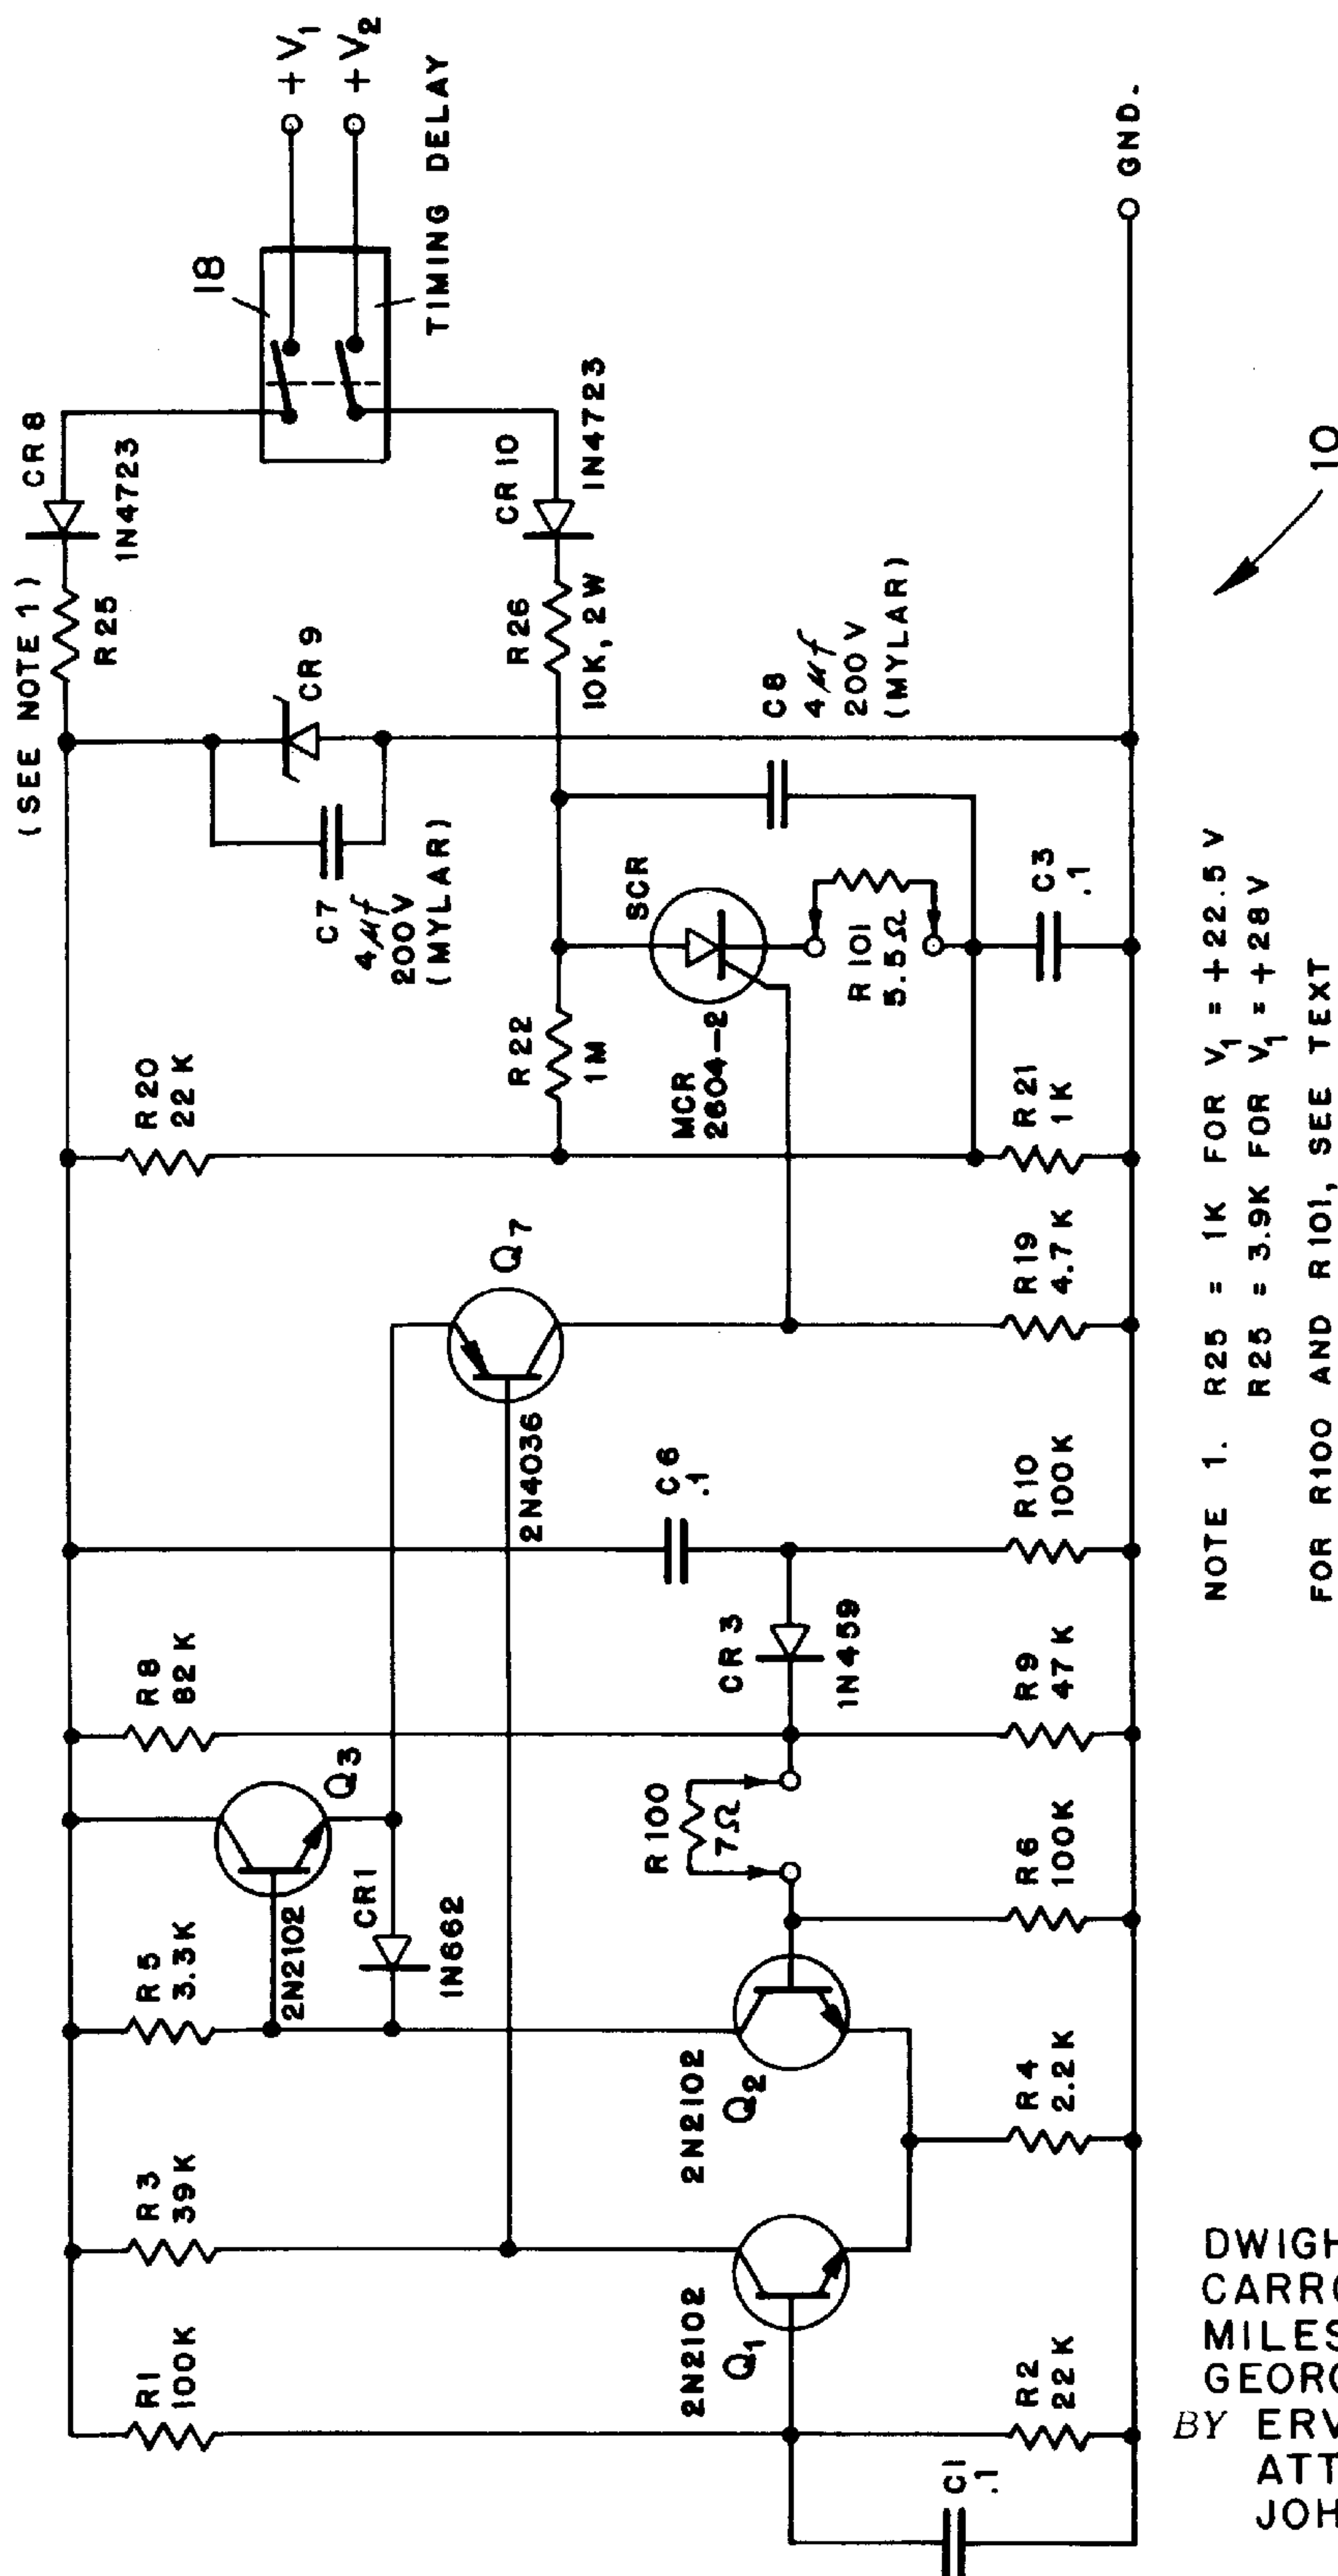 (SEE NOTE 1)
R25
CR8
1N4723
18
+V1
+V2
TIMING DELAY
CR9
C7
4µf
200V
(MYLAR)
R26
10K, 2W
CR10
1N4723
C8
4µf
200V
(MYLAR)
R20
22K
R22
1M
SCR
MCR
2604-2
R101
5.5Ω
C3
.1
R21
1K
GND.
Q7
2N4036
R19
4.7K
C6
.1
R10
100K
R8
82K
CR3
1N459
R9
47K
Q3
2N2102
CR1
1N662
R100
7Ω
R6
100K
R5
3.3K
2N2102
Q2
R4
2.2K
R3
39K
2N2102
Q1
R1
100K
R2
22K
C1
.1
10
NOTE 1. R25 = 1K FOR V1 = +22.5V
R25 = 3.9K FOR V1 = +28V
FOR R100 AND R101, SEE TEXT
DWIGH
CARRO
MILES
GEORG
BY ERV
ATT
JOH